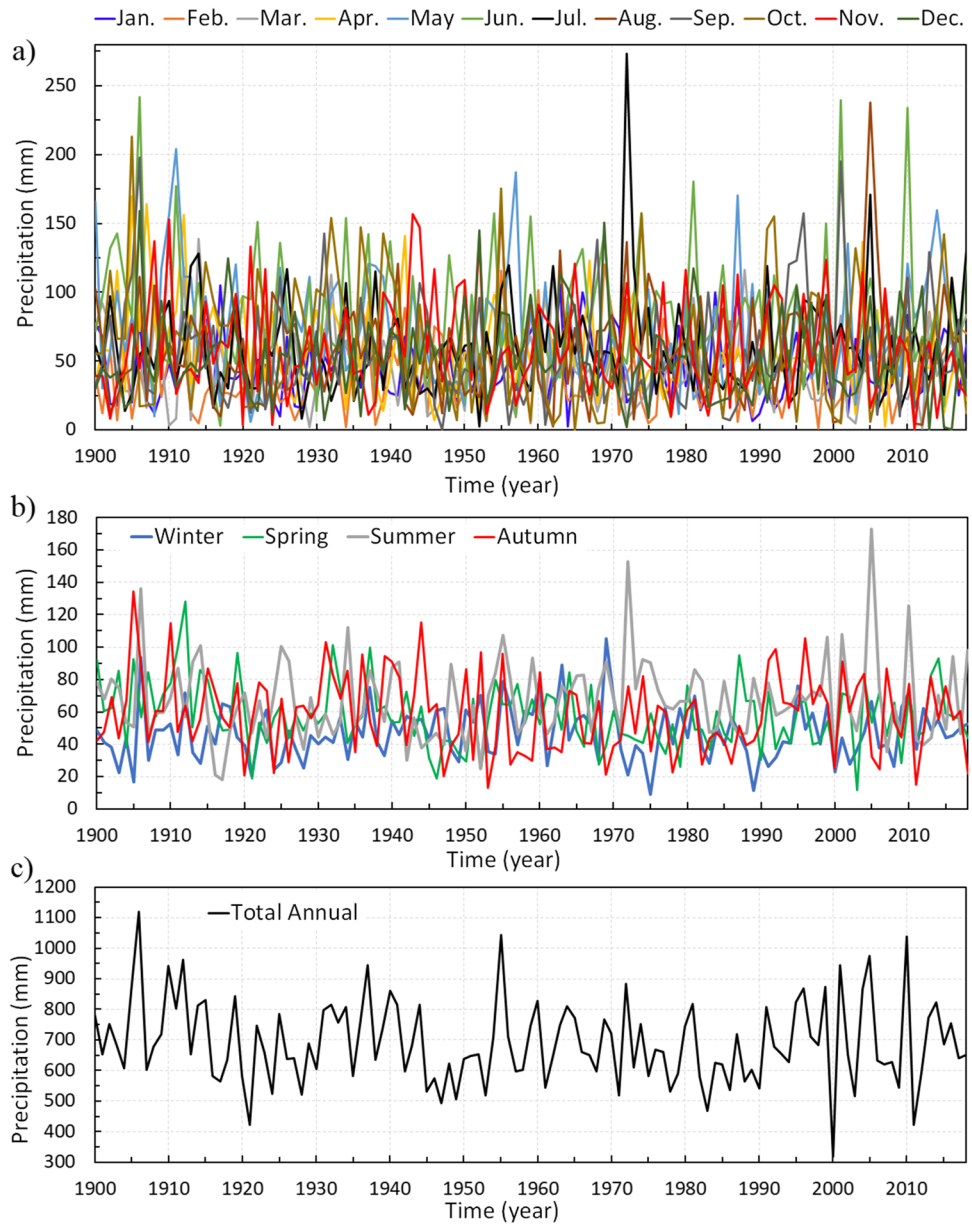 Jan. Feb. Mar. Apr. May Jun. Jul. Aug. Sep. Oct. Nov. Dec.
a)
Precipitation (mm)
250
200
150
100
50
0
1900 1910 1920 1930 1940 1950 1960 1970 1980 1990 2000 2010
Time (year)
b)
Precipitation (mm)
180
160
140
120
100
80
60
40
20
0
Winter Spring Summer Autumn
1900 1910 1920 1930 1940 1950 1960 1970 1980 1990 2000 2010
Time (year)
c)
Precipitation (mm)
1200
1100
1000
900
800
700
600
500
400
300
Total Annual
1900 1910 1920 1930 1940 1950 1960 1970 1980 1990 2000 2010
Time (year)